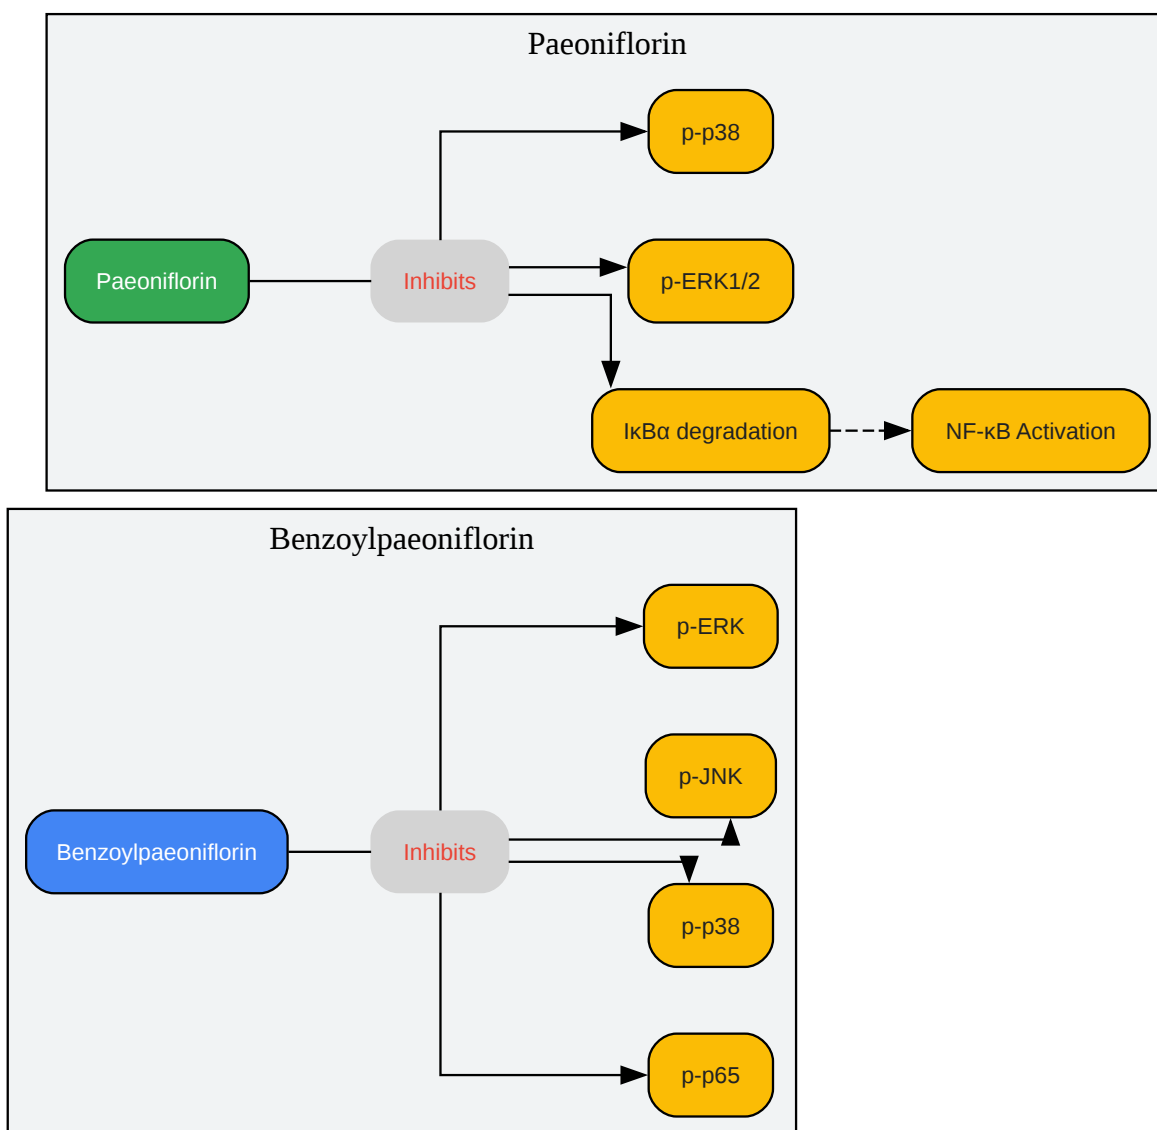 Paeoniflorin
p-p38
Paeoniflorin
Inhibits
p-ERK1/2
IκBα degradation
NF-κB Activation
Benzoylpaeoniflorin
p-ERK
p-JNK
Benzoylpaeoniflorin
Inhibits
p-p38
p-p65